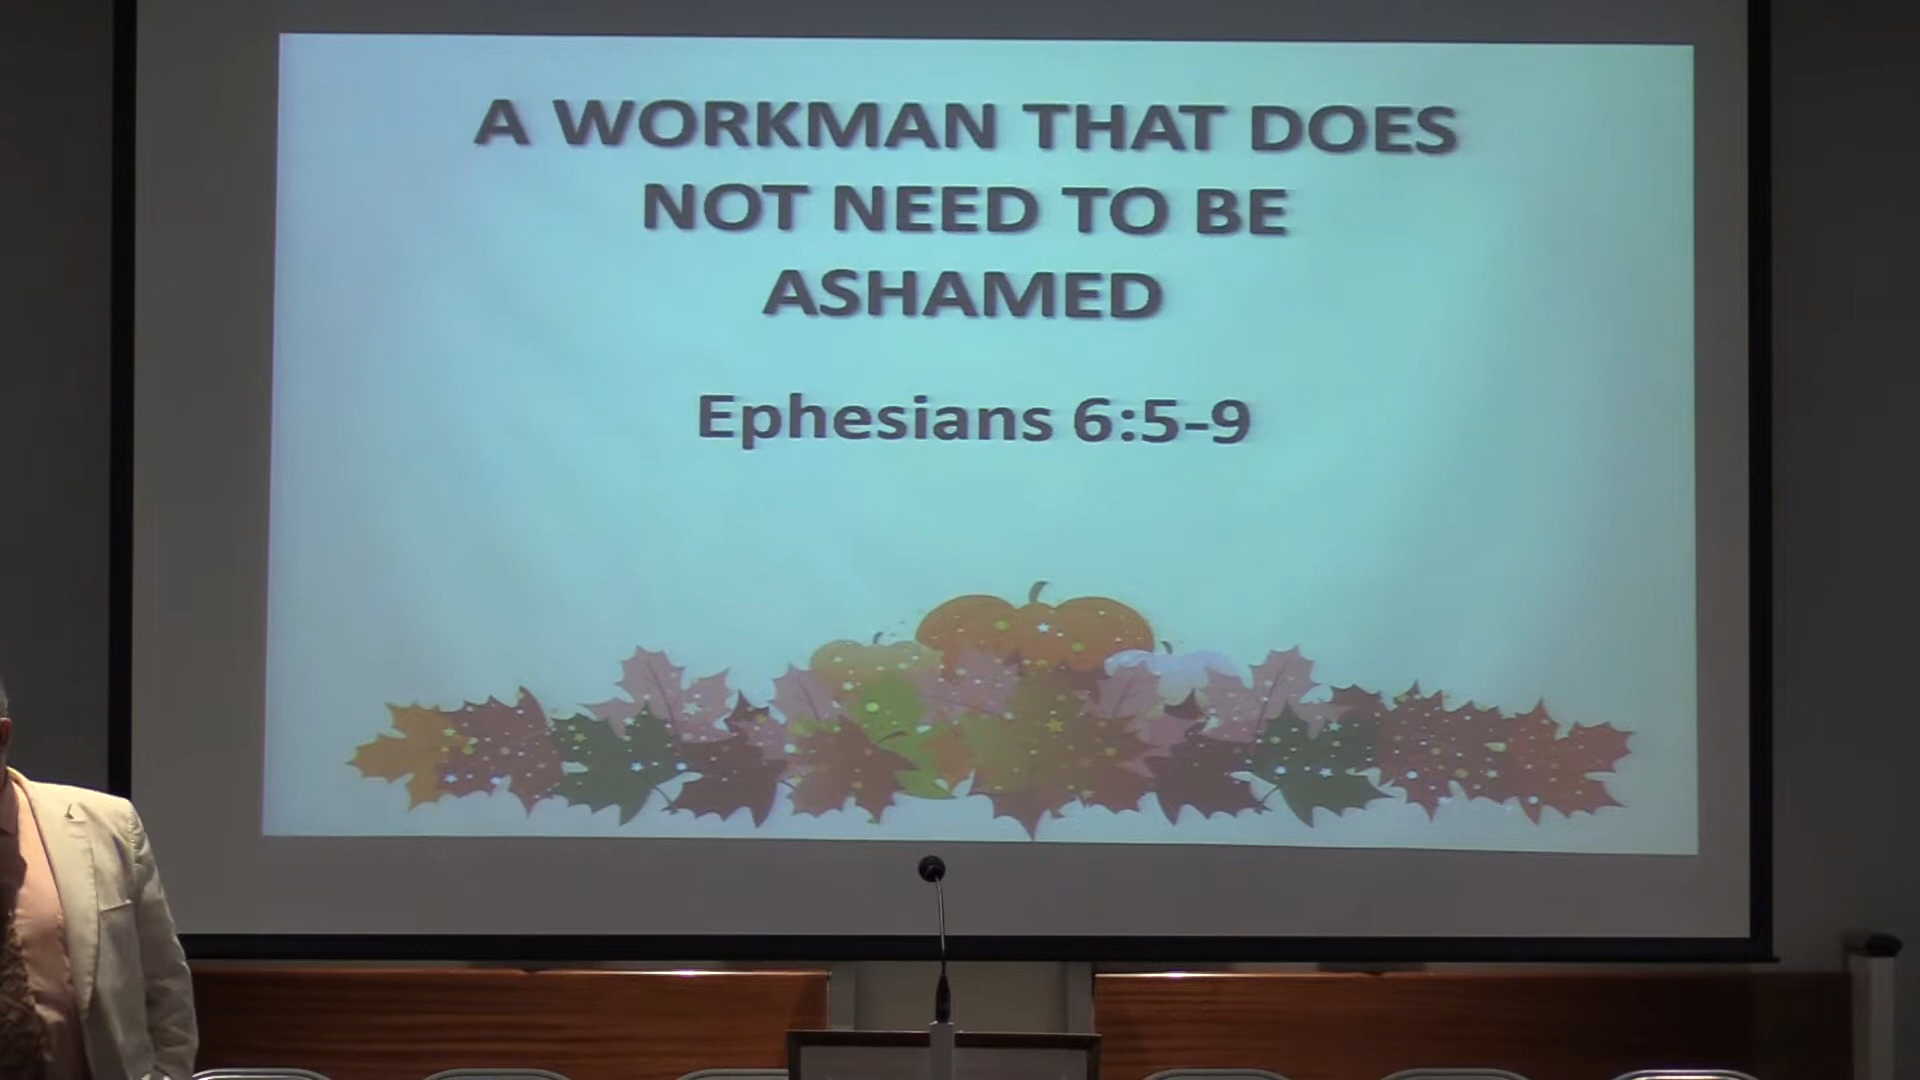 A WORKMAN THAT DOES
NOT NEED TO BE
ASHAMED
Ephesians 6:5-9